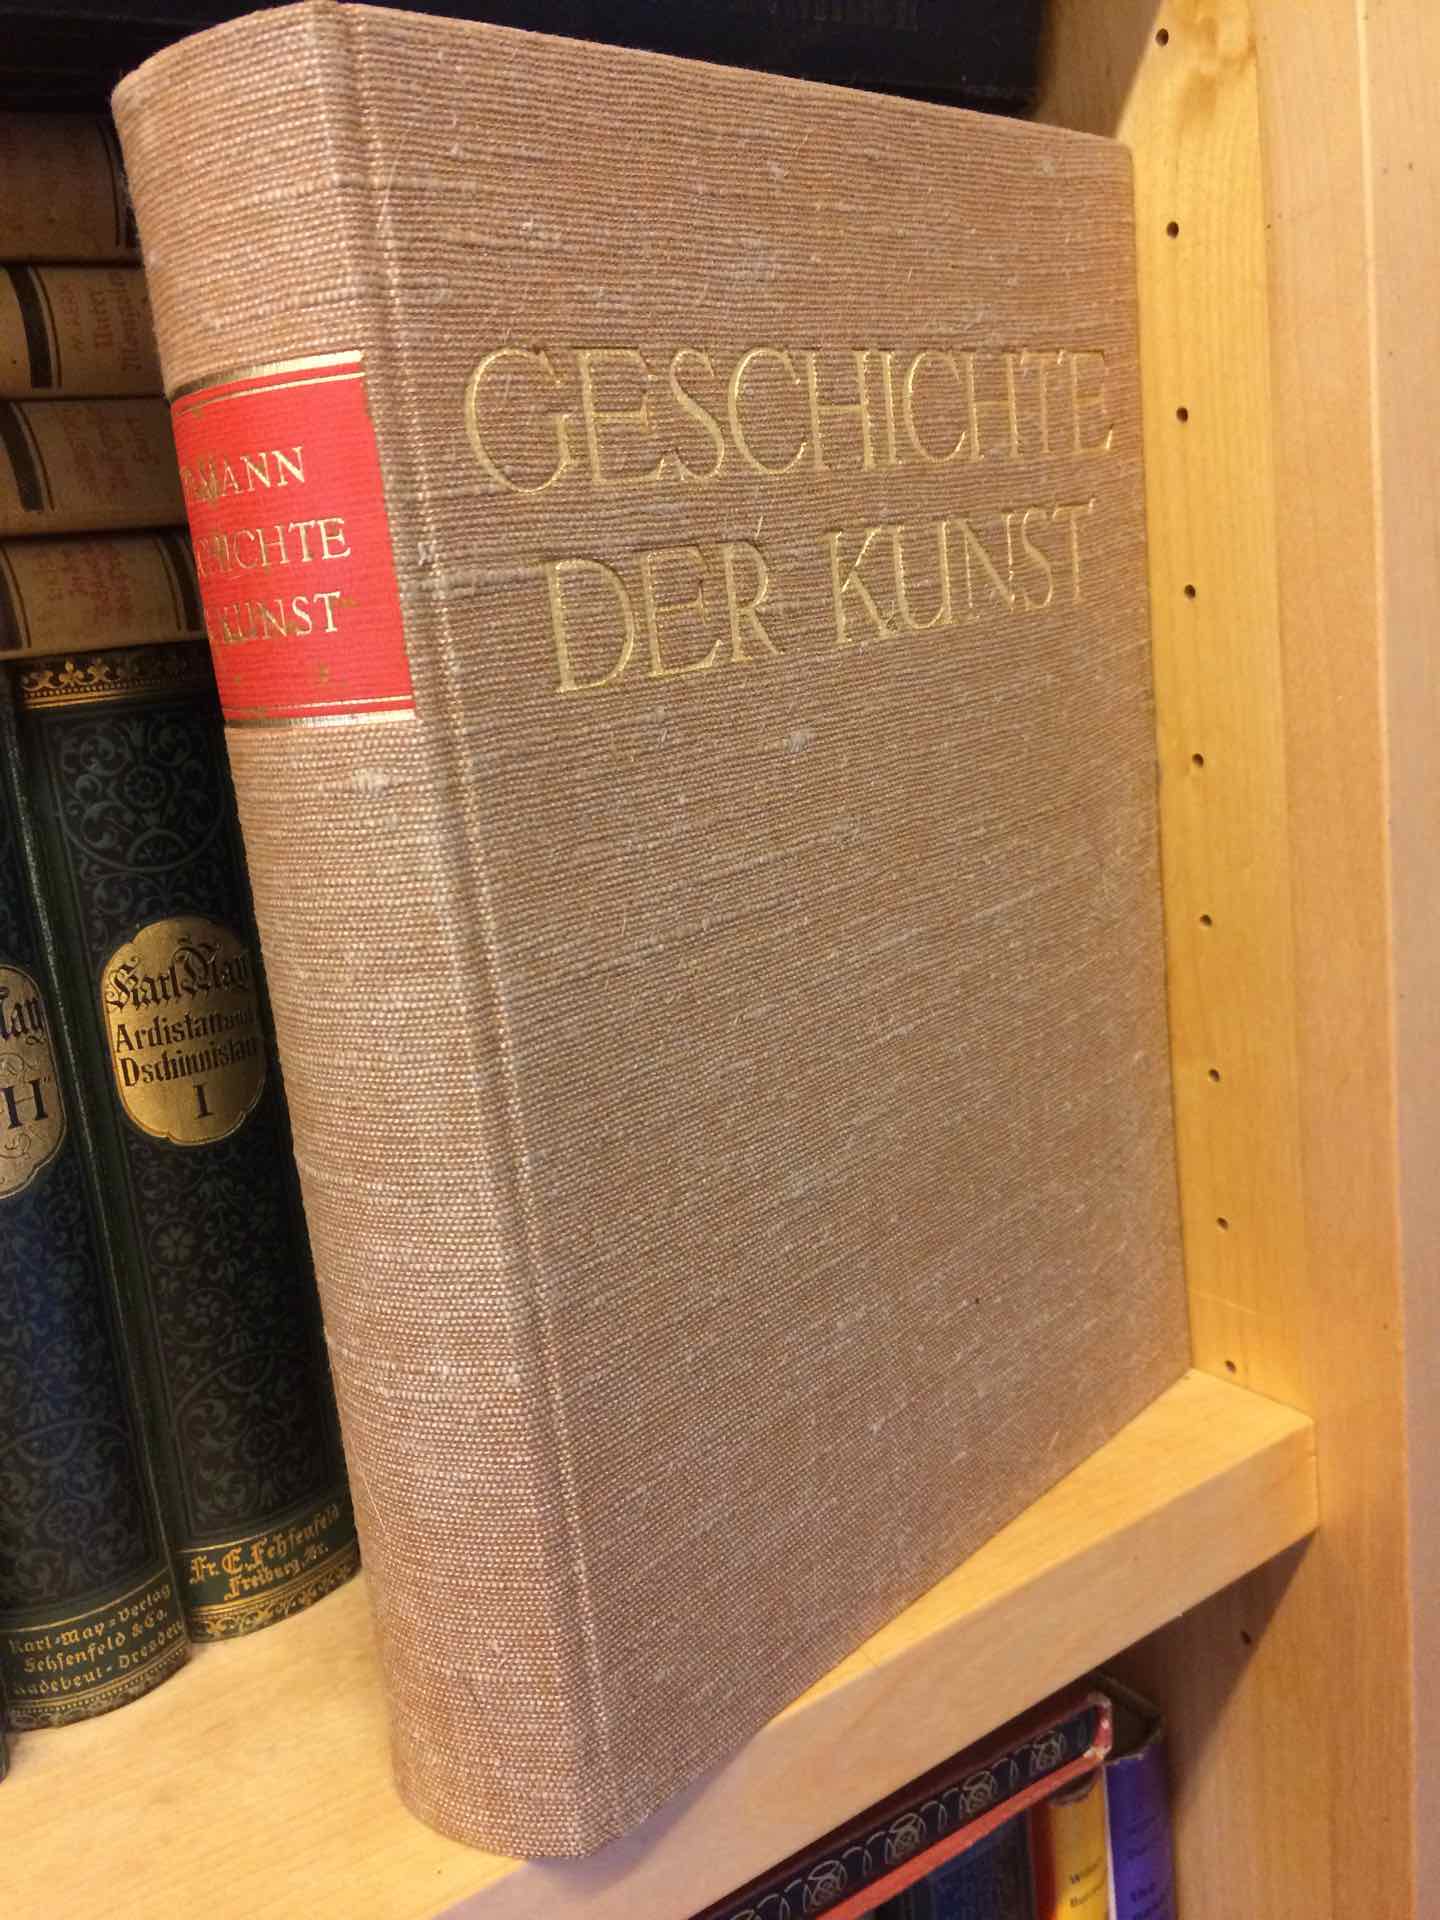 GESCHICHTE
DER KUNST
MANN
CHICHTE
KUNST
Karl May
Ardistan und
Dschinnistan
I
Fr. E. Fehsenfeld
Freiburg, Br.
May
H"
Karl-May-Verlag
Fehsenfeld & Co.
Radebeul-Dresden